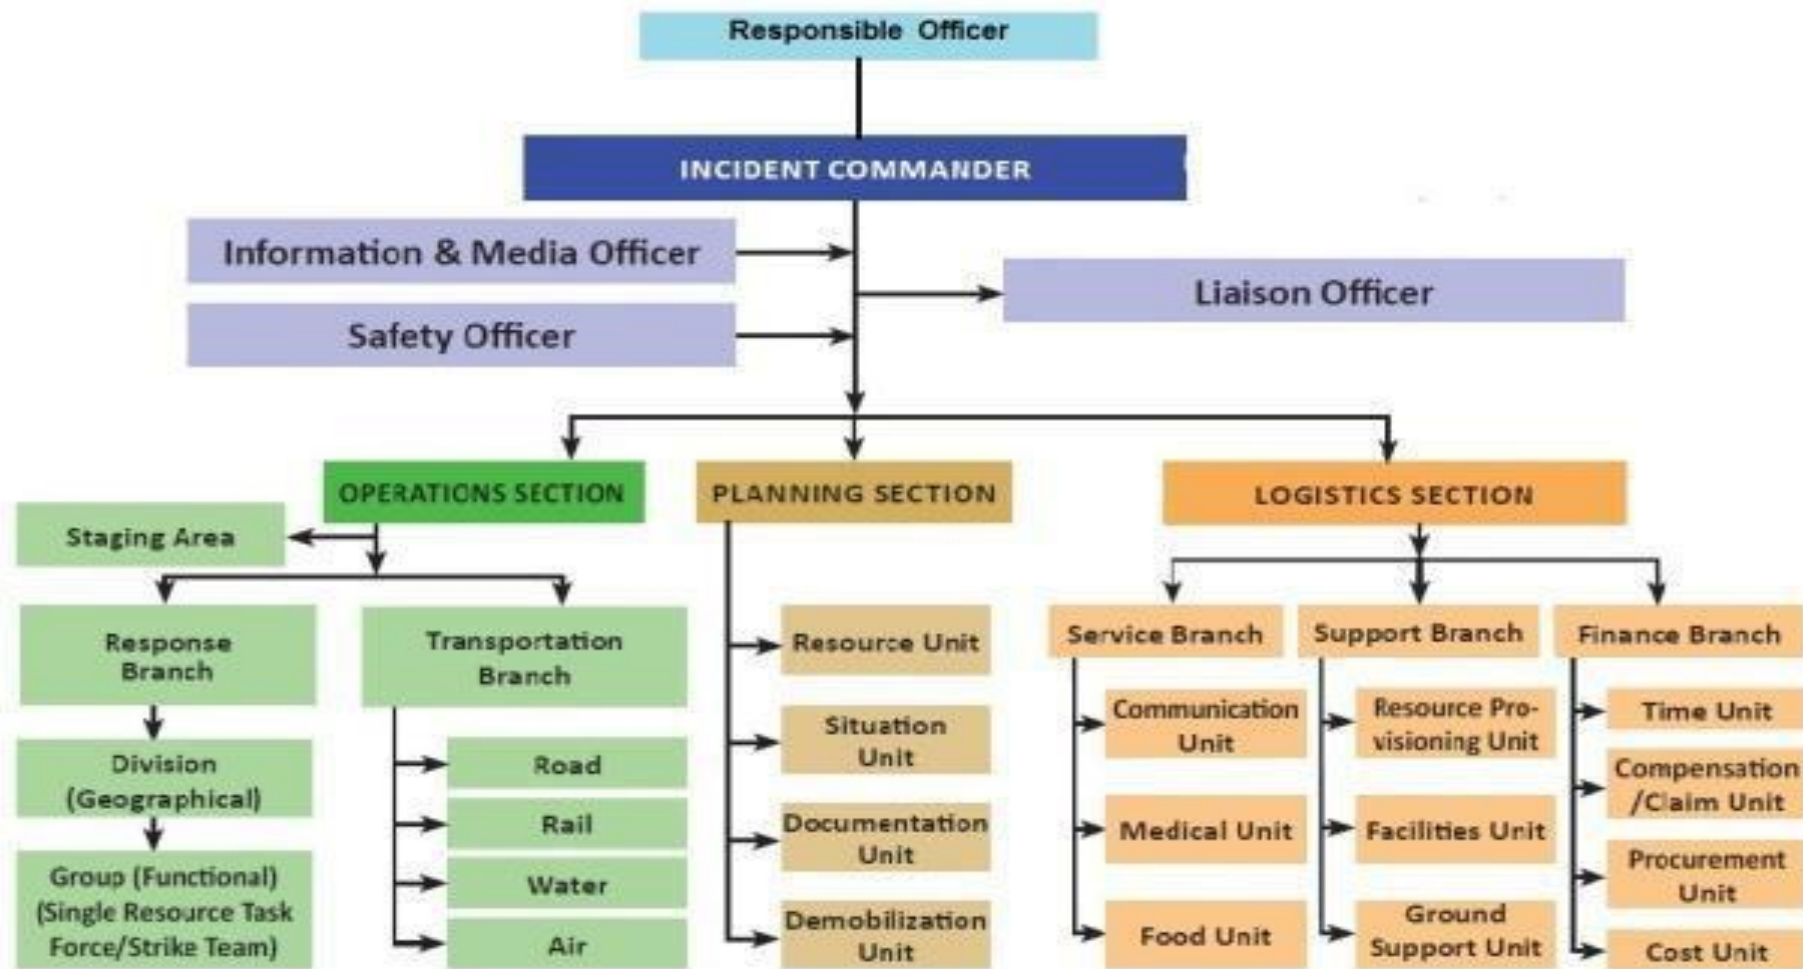 Responsible Officer
INCIDENT COMMANDER
Information & Media Officer
Liaison Officer
Safety Officer
OPERATIONS SECTION
PLANNING SECTION
LOGISTICS SECTION
Staging Area
Response
Branch
Transportation
Branch
Division
(Geographical)
Group (Functional)
(Single Resource Task
Force/Strike Team)
Road
Rail
Water
Air
Resource Unit
Situation
Unit
Documentation
Unit
Demobilization
Unit
Service Branch
Support Branch
Finance Branch
Communication
Unit
Medical Unit
Food Unit
Resource Pro-
visioning Unit
Facilities Unit
Ground
Support Unit
Time Unit
Compensation
/Claim Unit
Procurement
Unit
Cost Unit